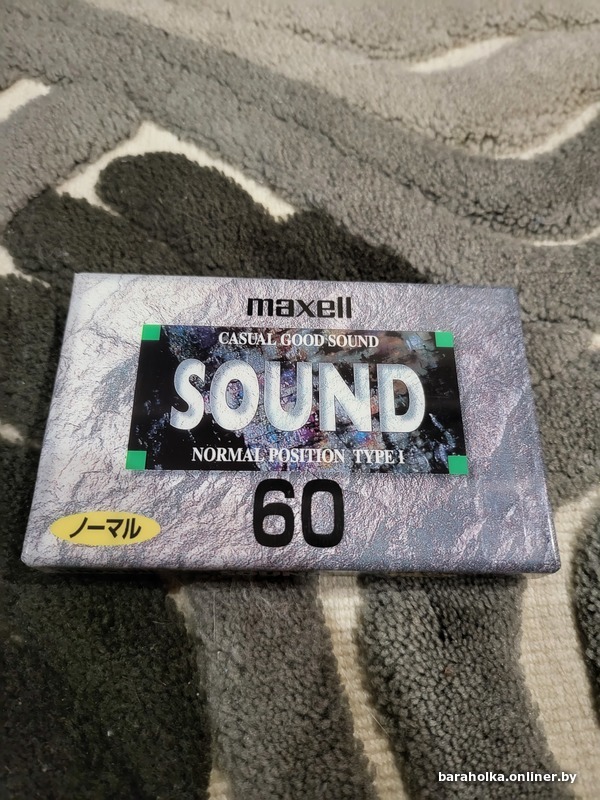 maxell
CASUAL GOOD SOUND
SOUND
NORMAL POSITION TYPE I
60
ノーマル
baraholka.onliner.by